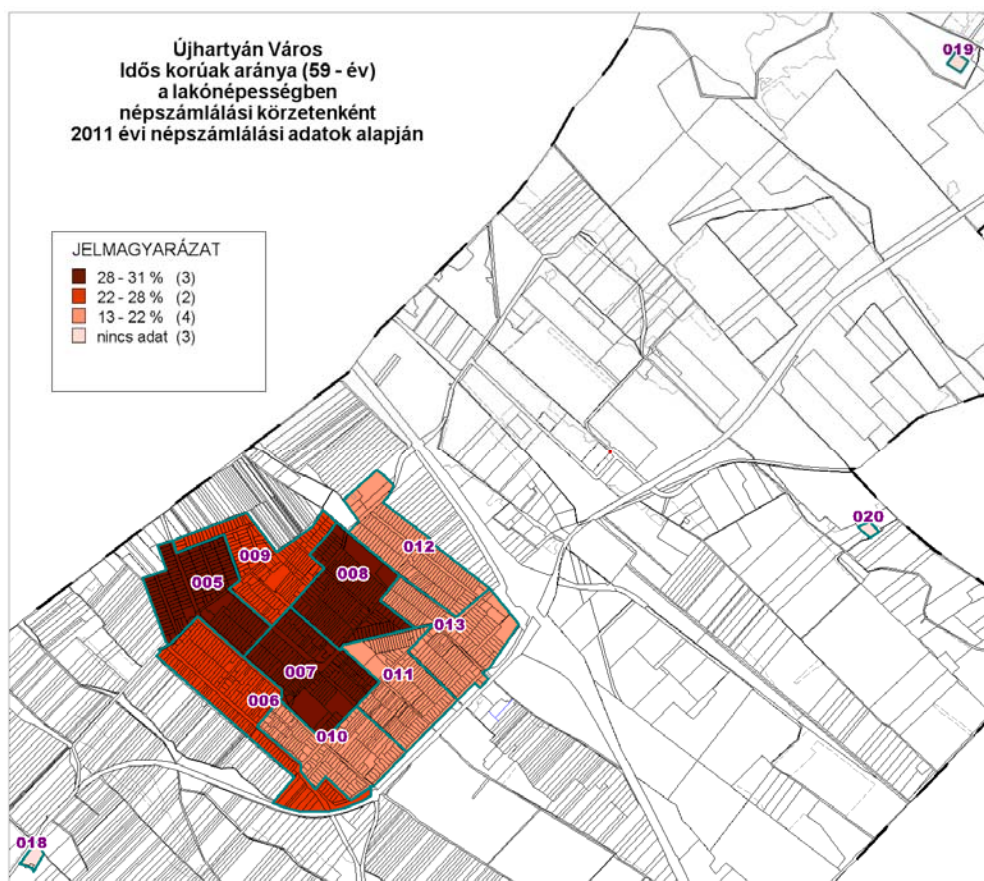 Újhartyán Város
Idős korúak aránya (59 - év)
a lakónépességben
népszámlálási körzetenként
2011 évi népszámlálási adatok alapján
019
JELMAGYARÁZAT
28 - 31 % (3)
22 - 28 % (2)
13 - 22 % (4)
nincs adat (3)
020
012
009
008
005
013
011
007
006
010
018